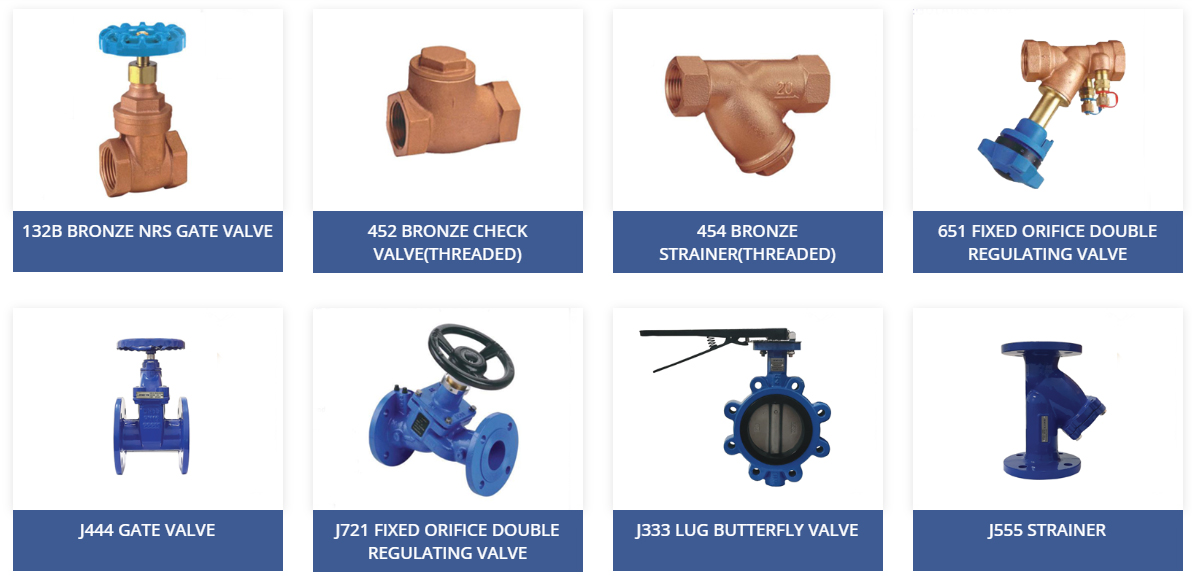 132B BRONZE NRS GATE VALVE
452 BRONZE CHECK
VALVE(THREADED)
454 BRONZE
STRAINER(THREADED)
651 FIXED ORIFICE DOUBLE
REGULATING VALVE
J444 GATE VALVE
J721 FIXED ORIFICE DOUBLE
REGULATING VALVE
J333 LUG BUTTERFLY VALVE
J555 STRAINER